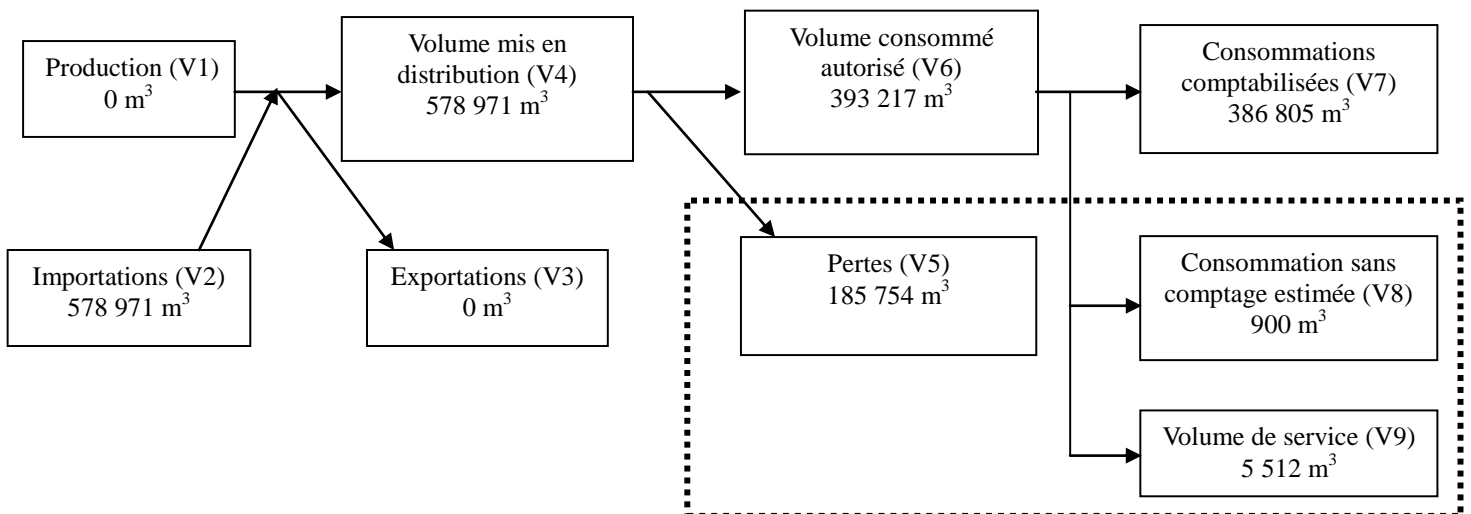 Production (V1)
0 m³
Volume mis en
distribution (V4)
578 971 m³
Volume consommé
autorisé (V6)
393 217 m³
Consommations
comptabilisées (V7)
386 805 m³
Importations (V2)
578 971 m³
Exportations (V3)
0 m³
Pertes (V5)
185 754 m³
Consommation sans
comptage estimée (V8)
900 m³
Volume de service (V9)
5 512 m³